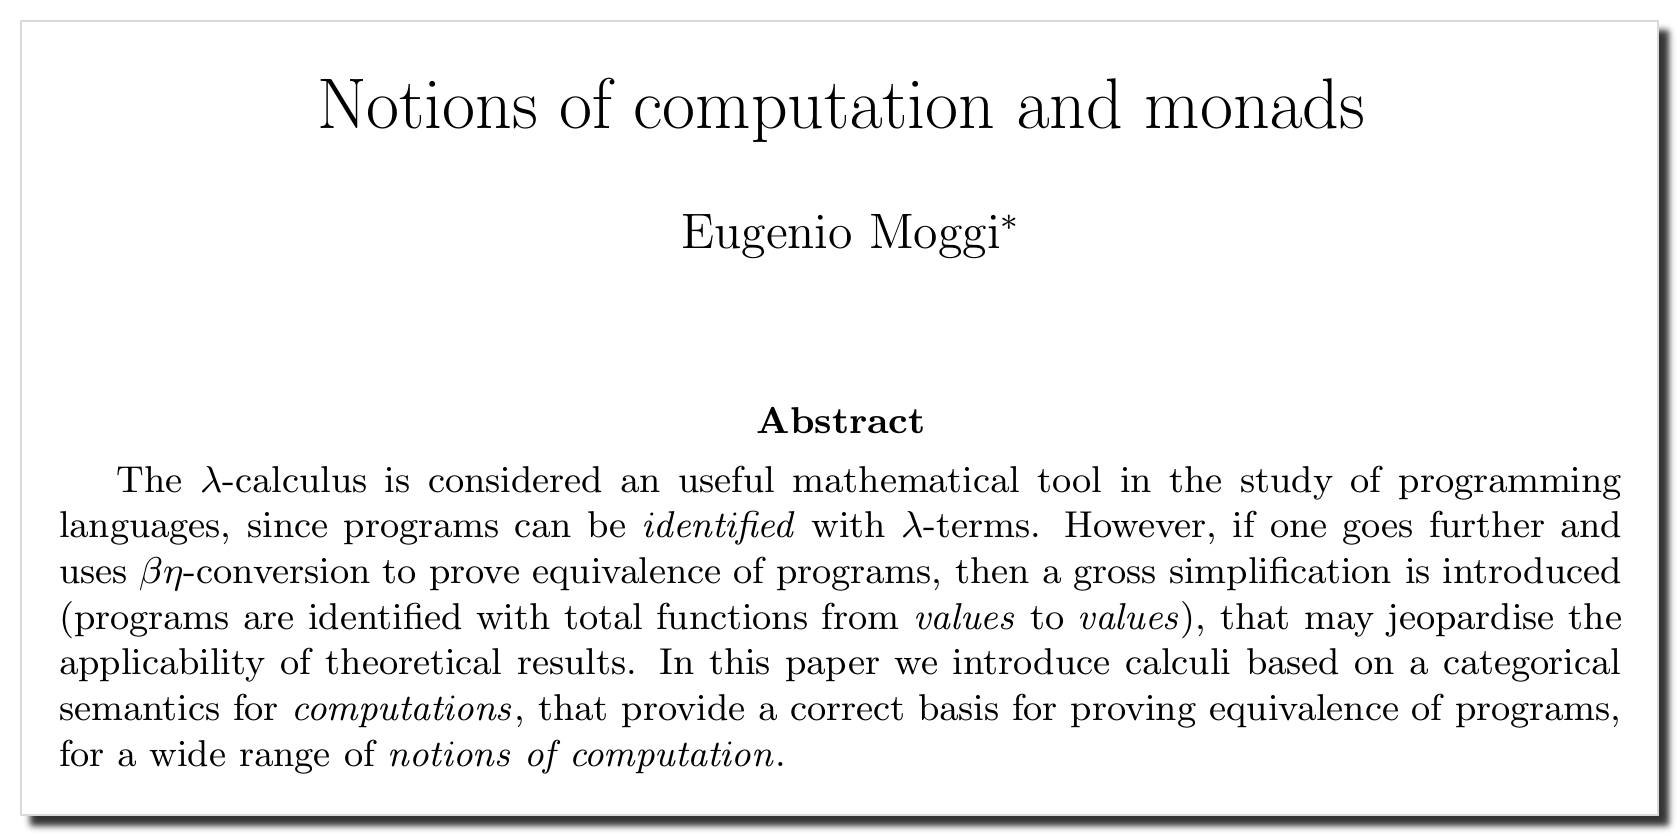 Notions of computation and monads
Eugenio Moggi*
Abstract
The λ-calculus is considered an useful mathematical tool in the study of programming
languages, since programs can be identified with λ-terms. However, if one goes further and
uses βη-conversion to prove equivalence of programs, then a gross simplification is introduced
(programs are identified with total functions from values to values), that may jeopardise the
applicability of theoretical results. In this paper we introduce calculi based on a categorical
semantics for computations, that provide a correct basis for proving equivalence of programs,
for a wide range of notions of computation.